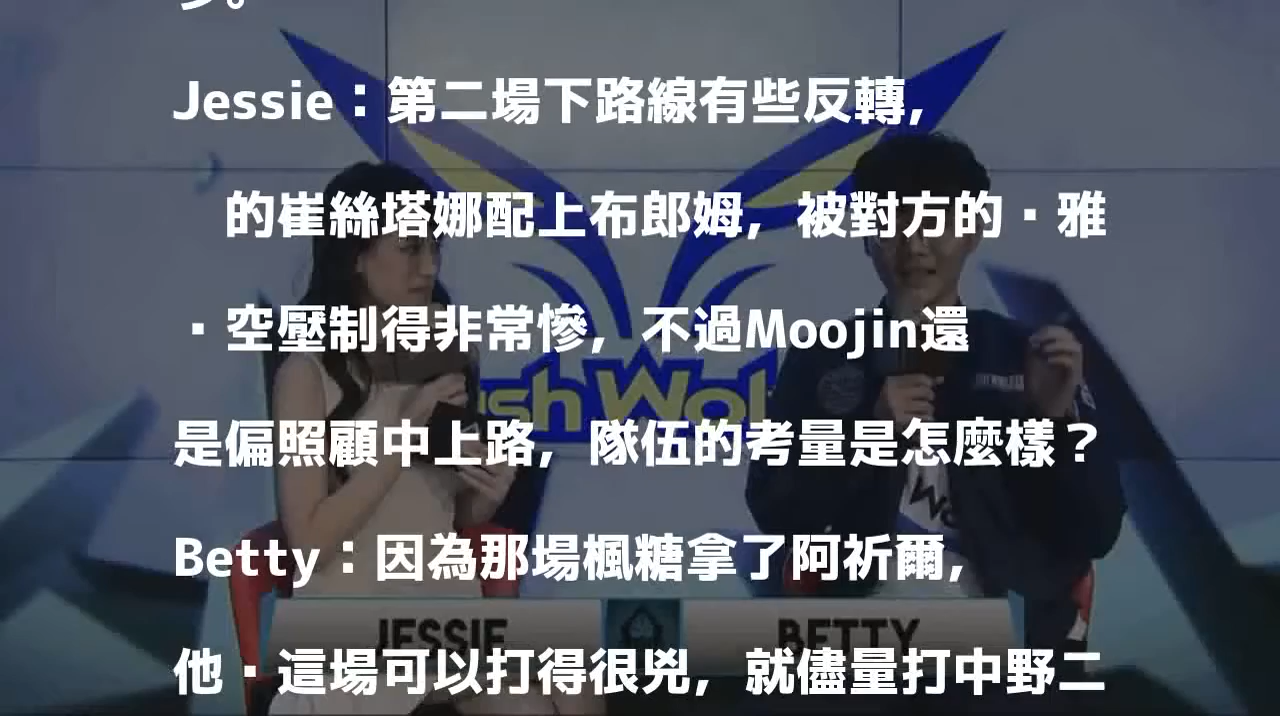 Jessie：第二場下路線有些反轉，
的崔絲塔娜配上布郎姆，被對方的·雅
·空壓制得非常慘，不過Moojin還
是偏照顧中上路，隊伍的考量是怎麼樣？
Betty：因為那場楓糖拿了阿祈爾，
他·這場可以打得很兇，就儘量打中野二
JESSIE
BETTY